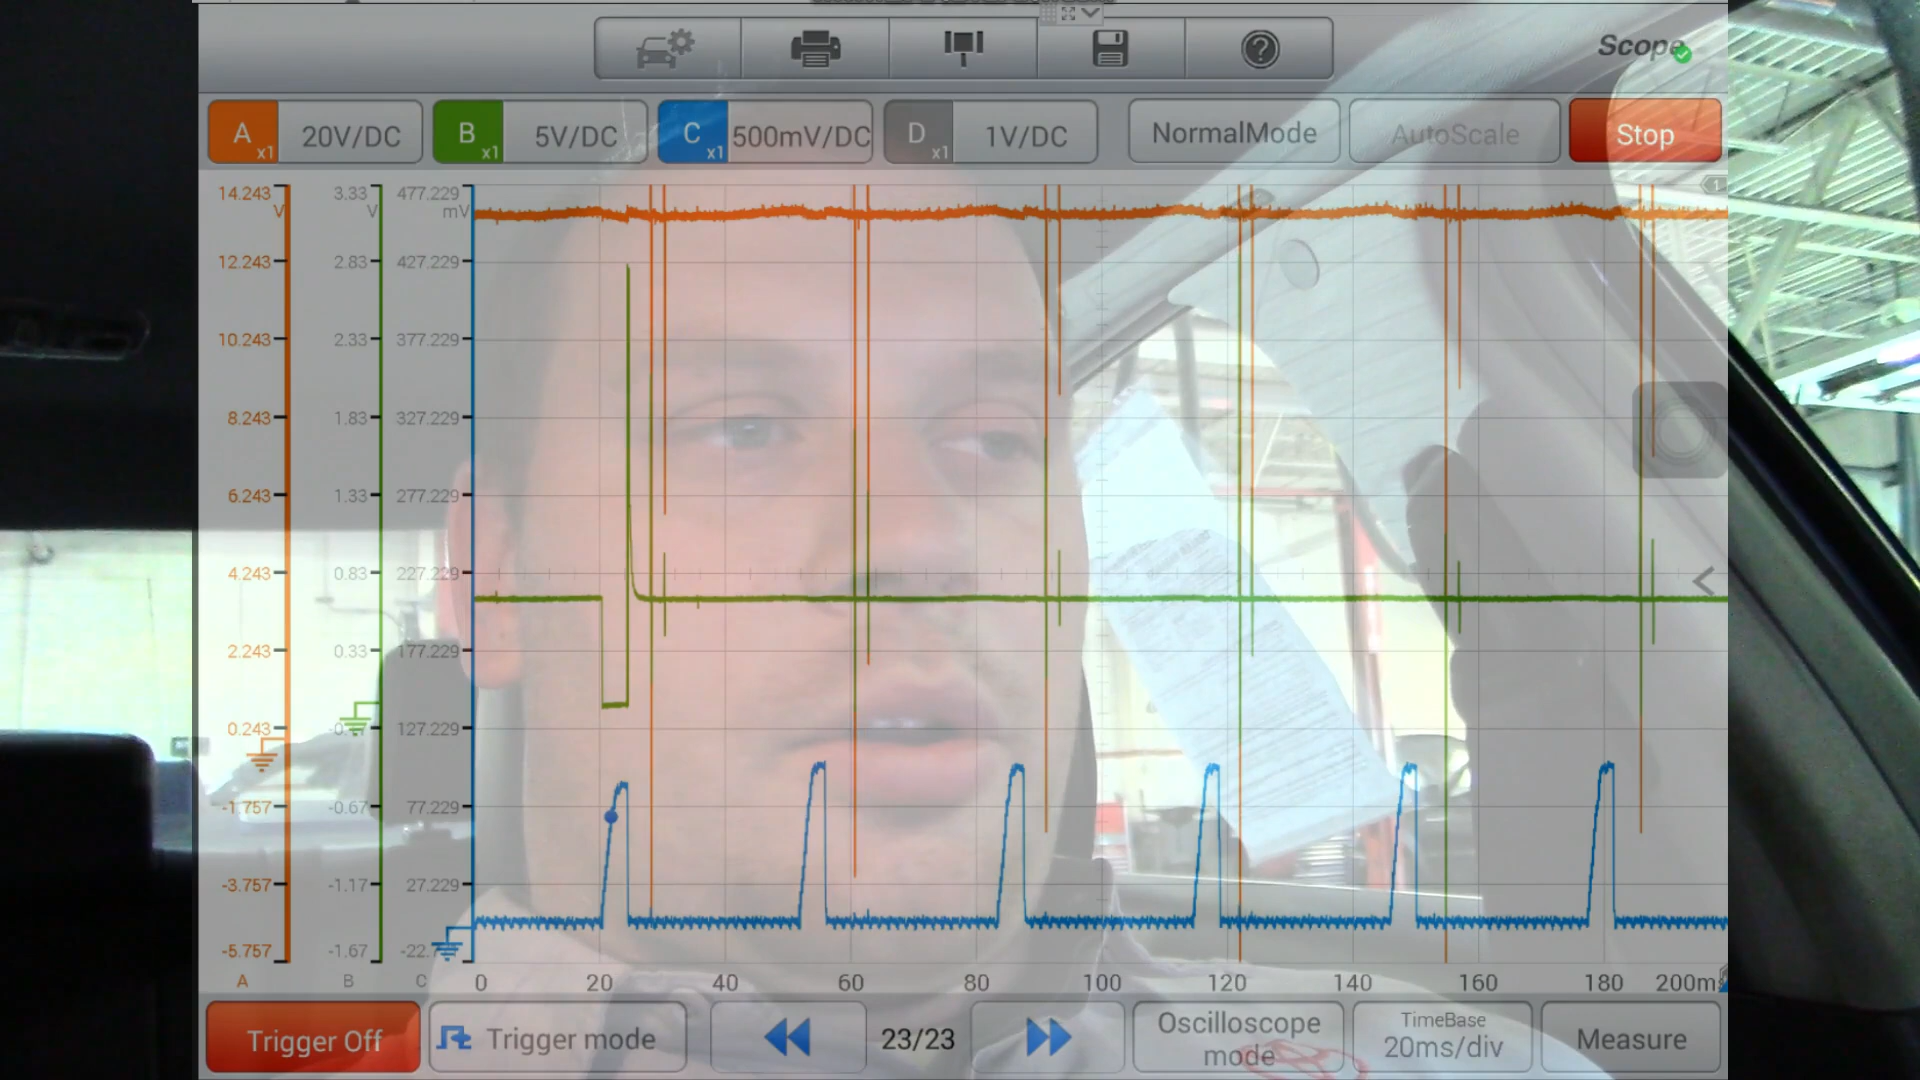 Scope
A x1 20V/DC B x1 5V/DC C x1 500mV/DC D x1 1V/DC NormalMode AutoScale Stop
14.243 3.33 477.229
V V mV
12.243 2.83 427.229
10.243 2.33 377.229
8.243 1.83 327.229
6.243 1.33 277.229
4.243 0.83 227.229
2.243 0.33 177.229
0.243 127.229
-1.757 -0.67 77.229
-3.757 -1.17 27.229
-5.757 -1.67
A B C 0 20 40 60 80 100 120 140 160 180 200ms
Trigger Off Trigger mode 23/23 Oscilloscope mode TimeBase 20ms/div Measure